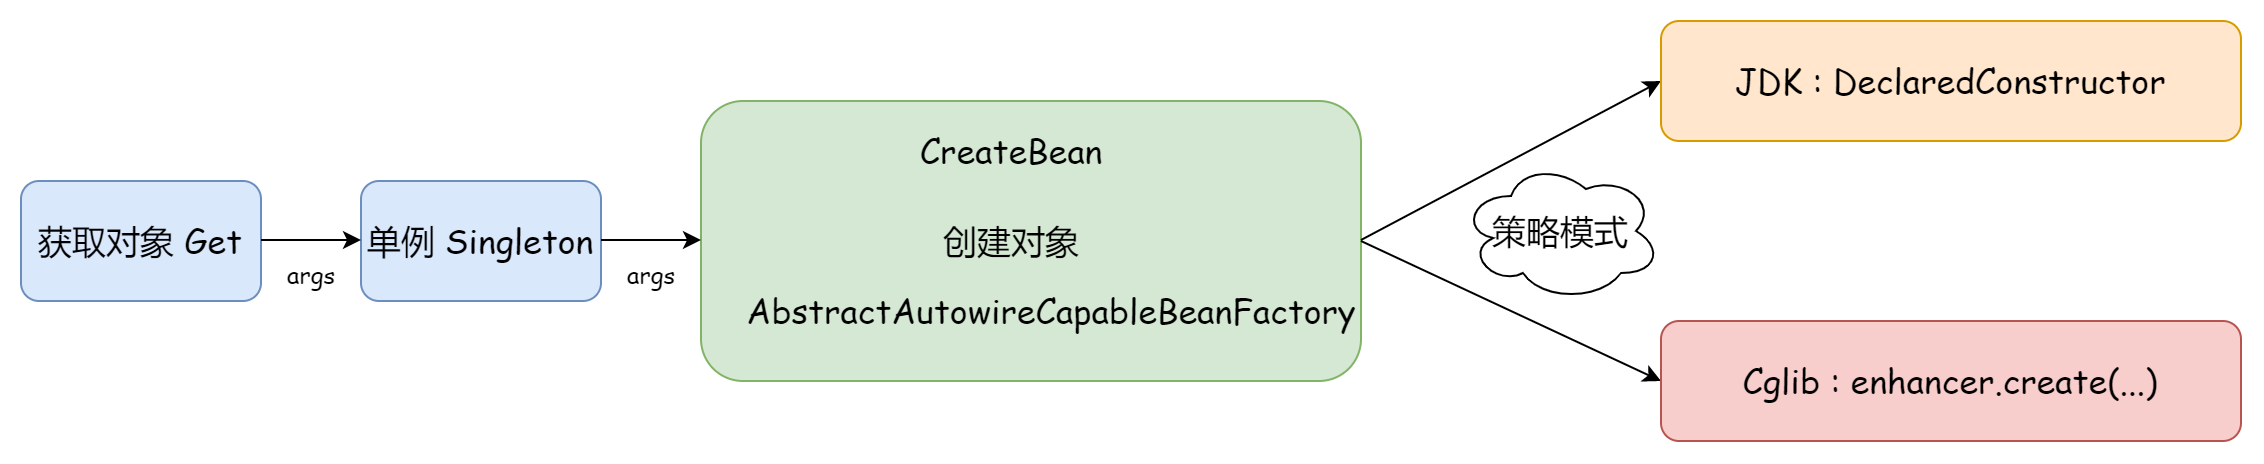 获取对象 Get
args
单例 Singleton
args
CreateBean
创建对象
AbstractAutowireCapableBeanFactory
策略模式
JDK : DeclaredConstructor
Cglib : enhancer.create(...)